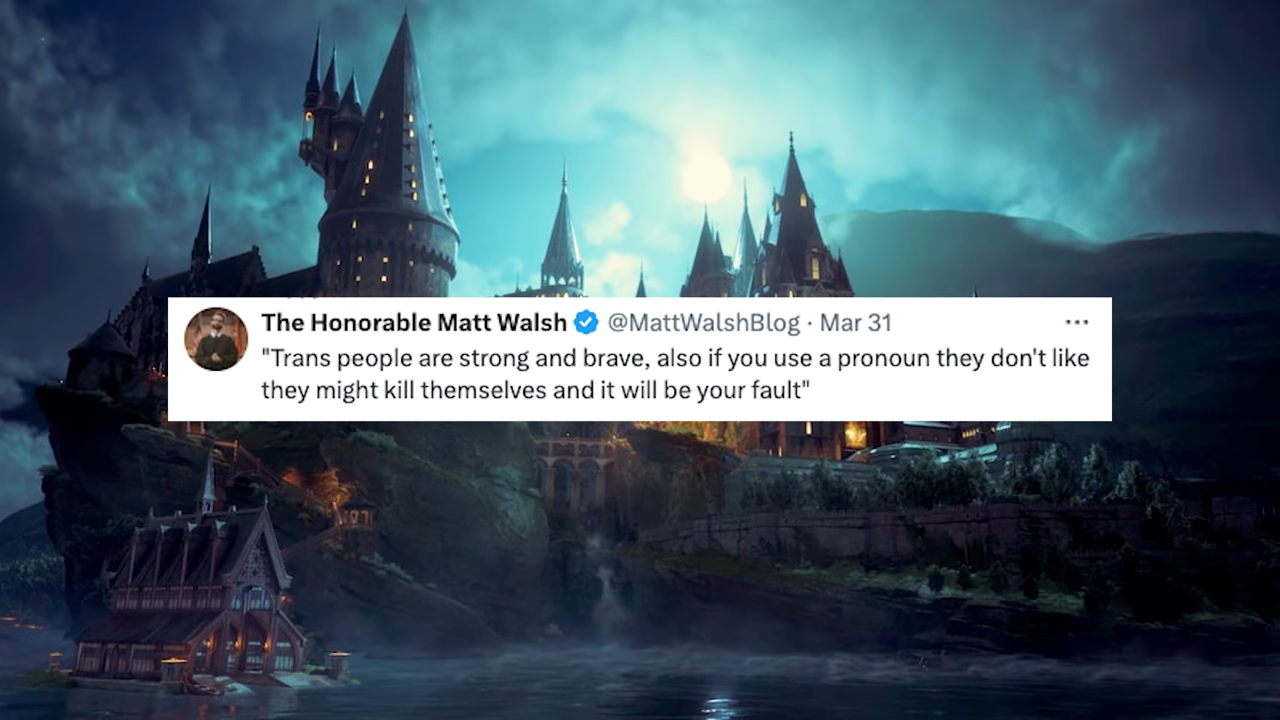 The Honorable Matt Walsh @MattWalshBlog · Mar 31 ...
"Trans people are strong and brave, also if you use a pronoun they don't like
they might kill themselves and it will be your fault"